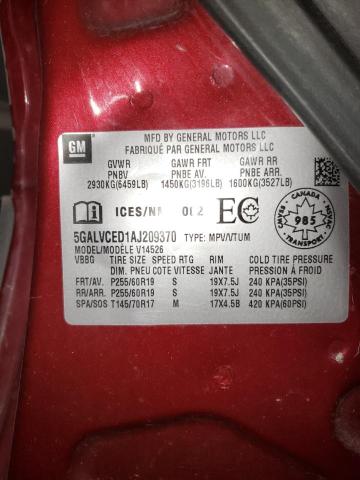 GM
MFD BY GENERAL MOTORS LLC
FABRIQUÉ PAR GENERAL MOTORS LLC
GVWR GAWR FRT GAWR RR
PNBV PNBE AV. PNBE ARR
2930KG(6459LB) 1450KG(3196LB) 1600KG(3527LB)
ICES/NM 002 EC
CANADA
985
TRANSPORT
5GALVCED1AJ209370 TYPE: MPV/VTUM
MODEL/MODÈLE V14526
VBBG TIRE SIZE SPEED RTG RIM COLD TIRE PRESSURE
DIM PNEU COTE VITESSE JANTE PRESSION À FROID
FRT/AV. P255/60R19 S 19X7.5J 240 KPA(35PSI)
RR/ARR. P255/60R19 S 19X7.5J 240 KPA(35PSI)
SPA/SOS T145/70R17 M 17X4.5B 420 KPA(60PSI)